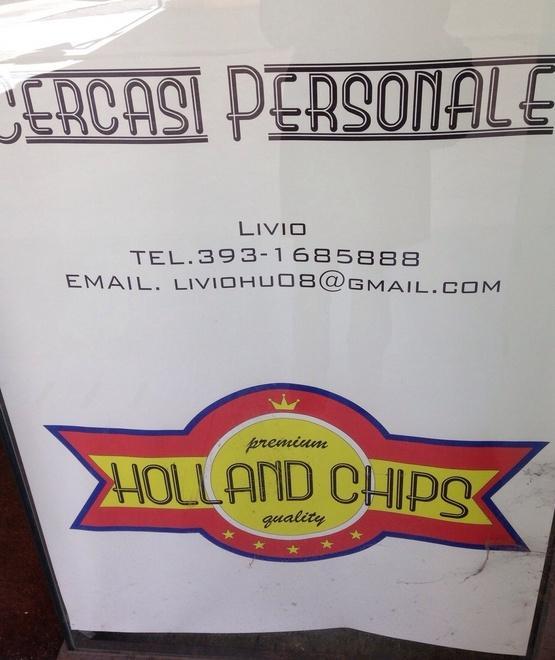 CERCASI PERSONALE
LIVIO
TEL.393-1685888
EMAIL. LIVIOHU08@GMAIL.COM
premium
HOLLAND CHIPS
quality